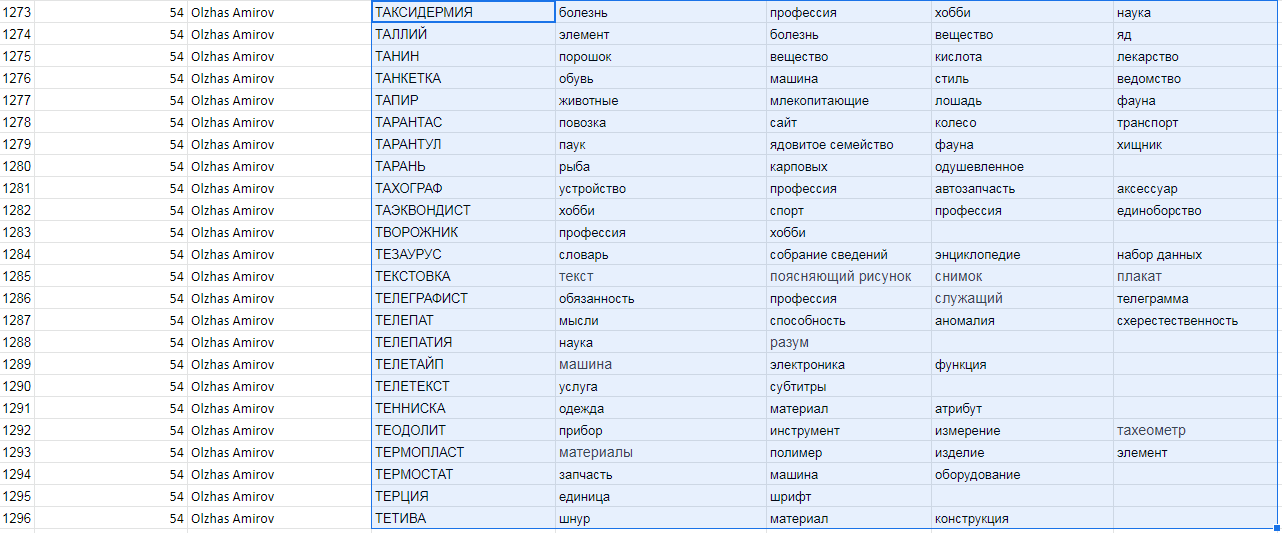 1273 54 Olzhas Amirov ТАКСИДЕРМИЯ болезнь профессия хобби наука
1274 54 Olzhas Amirov ТАЛЛИЙ элемент болезнь вещество яд
1275 54 Olzhas Amirov ТАНИН порошок вещество кислота лекарство
1276 54 Olzhas Amirov ТАНКЕТКА обувь машина стиль ведомство
1277 54 Olzhas Amirov ТАПИР животные млекопитающие лошадь фауна
1278 54 Olzhas Amirov ТАРАНТАС повозка сайт колесо транспорт
1279 54 Olzhas Amirov ТАРАНТУЛ паук ядовитое семейство фауна хищник
1280 54 Olzhas Amirov ТАРАНЬ рыба карповых одушевленное
1281 54 Olzhas Amirov ТАХОГРАФ устройство профессия автозапчасть аксессуар
1282 54 Olzhas Amirov ТАЭКВОНДИСТ хобби спорт профессия единоборство
1283 54 Olzhas Amirov ТВОРОЖНИК профессия хобби
1284 54 Olzhas Amirov ТЕЗАУРУС словарь собрание сведений энциклопедие набор данных
1285 54 Olzhas Amirov ТЕКСТОВКА текст поясняющий рисунок снимок плакат
1286 54 Olzhas Amirov ТЕЛЕГРАФИСТ обязанность профессия служащий телеграмма
1287 54 Olzhas Amirov ТЕЛЕПАТ мысли способность аномалия схерестественность
1288 54 Olzhas Amirov ТЕЛЕПАТИЯ наука разум
1289 54 Olzhas Amirov ТЕЛЕТАЙП машина электроника функция
1290 54 Olzhas Amirov ТЕЛЕТЕКСТ услуга субтитры
1291 54 Olzhas Amirov ТЕННИСКА одежда материал атрибут
1292 54 Olzhas Amirov ТЕОДОЛИТ прибор инструмент измерение тахеометр
1293 54 Olzhas Amirov ТЕРМОПЛАСТ материалы полимер изделие элемент
1294 54 Olzhas Amirov ТЕРМОСТАТ запчасть машина оборудование
1295 54 Olzhas Amirov ТЕРЦИЯ единица шрифт
1296 54 Olzhas Amirov ТЕТИВА шнур материал конструкция